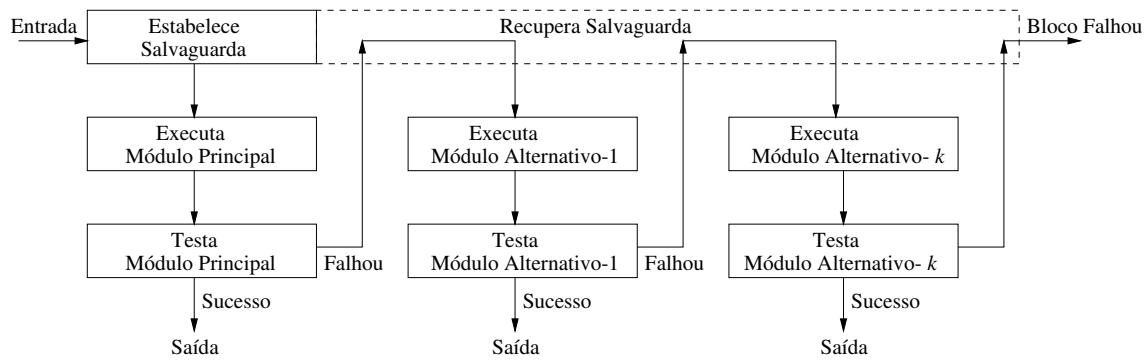 Entrada
Estabelece
Salvaguarda
Recupera Salvaguarda
Bloco Falhou
Executa
Módulo Principal
Executa
Módulo Alternativo-1
Executa
Módulo Alternativo- k
Testa
Módulo Principal
Falhou
Testa
Módulo Alternativo-1
Falhou
Testa
Módulo Alternativo- k
Sucesso
Sucesso
Sucesso
Saída
Saída
Saída